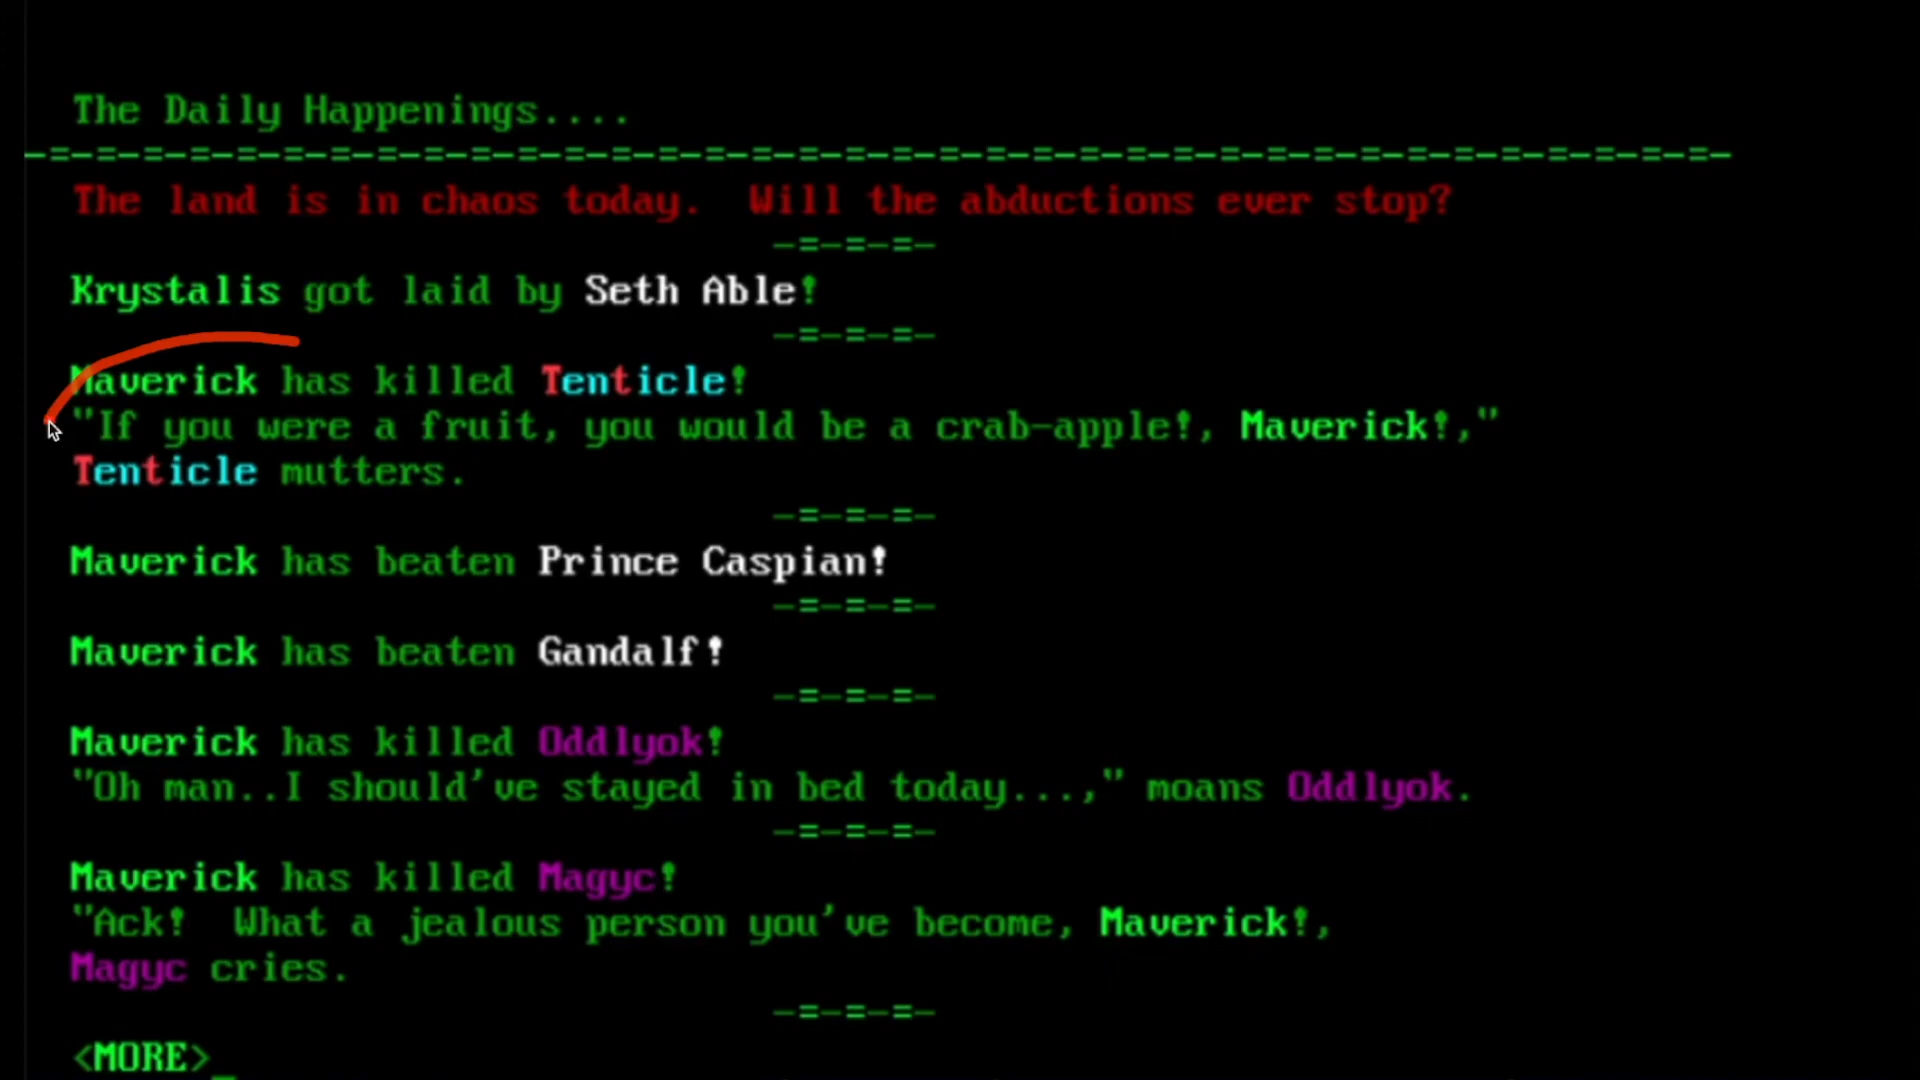 The Daily Happenings....
-=-=-=-=-=-=-=-=-=-=-=-=-=-=-=-=-=-=-=-=-=-=-=-=-=-=-=-=-=-=-=-=-=-=-=-=-
The land is in chaos today.  Will the abductions ever stop?
-=-=-=-
Krystalis got laid by Seth Able!
-=-=-=-
Maverick has killed Tenticle!
"If you were a fruit, you would be a crab-apple!, Maverick!,"
Tenticle mutters.
-=-=-=-
Maverick has beaten Prince Caspian!
-=-=-=-
Maverick has beaten Gandalf!
-=-=-=-
Maverick has killed Oddlyok!
"Oh man..I should've stayed in bed today...," moans Oddlyok.
-=-=-=-
Maverick has killed Magyc!
"Ack!  What a jealous person you've become, Maverick!,
Magyc cries.
-=-=-=-
<MORE>_